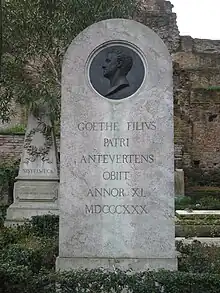 GOETHE FILIVS
PATRI
ANTEVERTENS
OBIIT
ANNOR. XL
MDCCCXXX